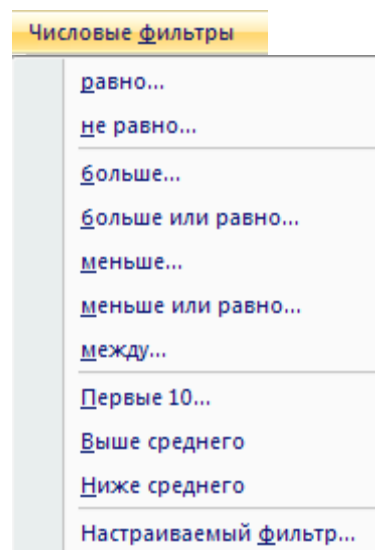 Числовые фильтры
равно...
не равно...
больше...
больше или равно...
меньше...
меньше или равно...
между...
Первые 10...
Выше среднего
Ниже среднего
Настраиваемый фильтр...